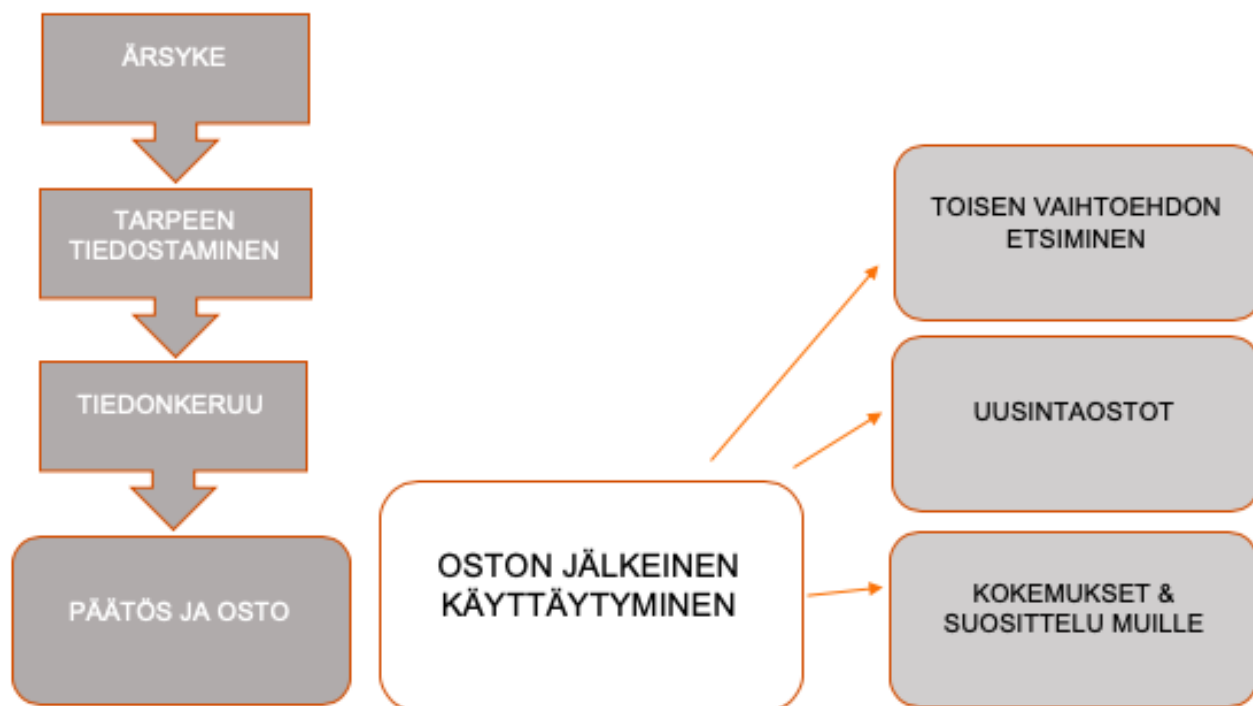 ÄRSYKE
TARPEEN
TIEDOSTAMINEN
TIEDONKERUU
PÄÄTÖS JA OSTO
OSTON JÄLKEINEN
KÄYTTÄYTYMINEN
TOISEN VAIHTOEHDON
ETSIMINEN
UUSINTAOSTOT
KOKEMUKSET &
SUOSITTELU MUILLE